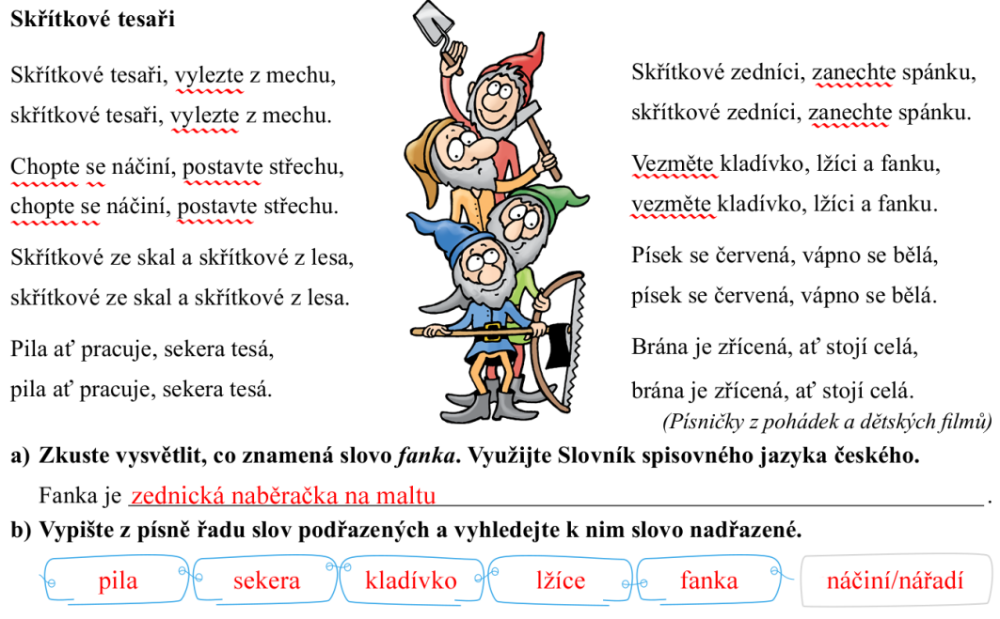 Skřítkové tesaři
Skřítkové tesaři, vylezte z mechu,
skřítkové tesaři, vylezte z mechu.
Chopte se náčiní, postavte střechu,
chopte se náčiní, postavte střechu.
Skřítkové ze skal a skřítkové z lesa,
skřítkové ze skal a skřítkové z lesa.
Pila ať pracuje, sekera tesá,
pila ať pracuje, sekera tesá.
Skřítkové zedníci, zanechte spánku,
skřítkové zedníci, zanechte spánku.
Vezměte kladívko, lžíci a fanku,
vezměte kladívko, lžíci a fanku.
Písek se červená, vápno se bělá,
písek se červená, vápno se bělá.
Brána je zřícená, ať stojí celá,
brána je zřícená, ať stojí celá.
(Písničky z pohádek a dětských filmů)
a) Zkuste vysvětlit, co znamená slovo fanka. Využijte Slovník spisovného jazyka českého.
Fanka je zednická naběračka na maltu.
b) Vypište z písně řadu slov podřazených a vyhledejte k nim slovo nadřazené.
pila sekera kladívko lžíce fanka náčiní/nářadí